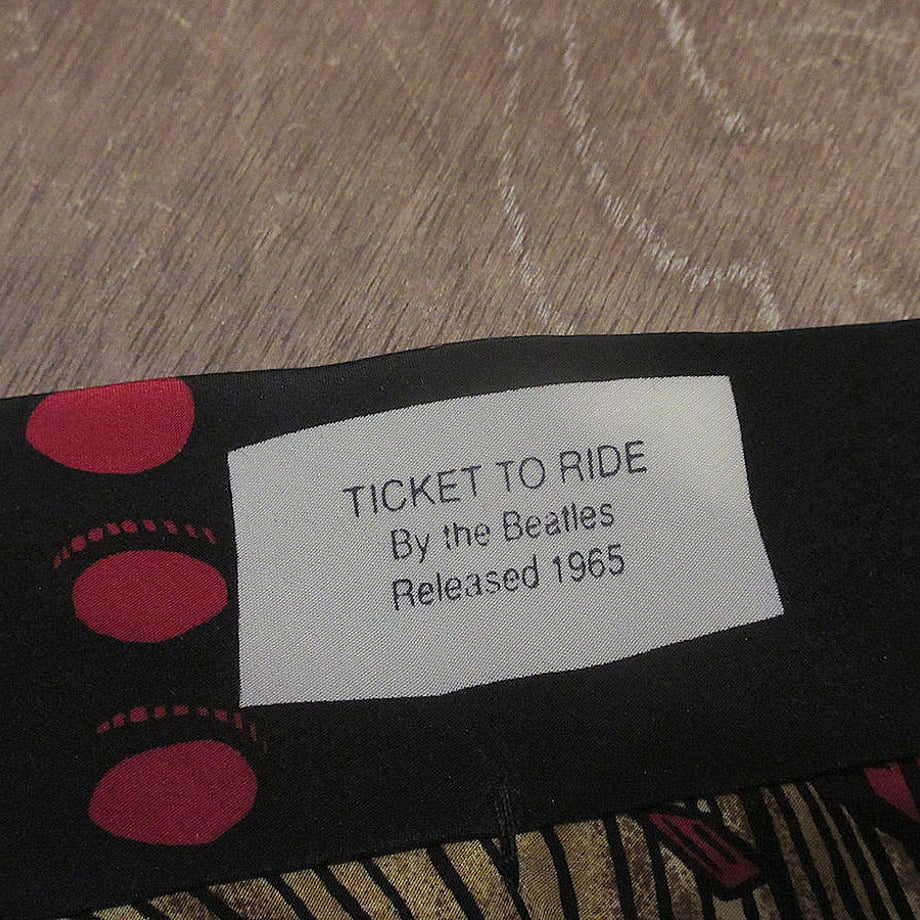 TICKET TO RIDE
By the Beatles
Released 1965